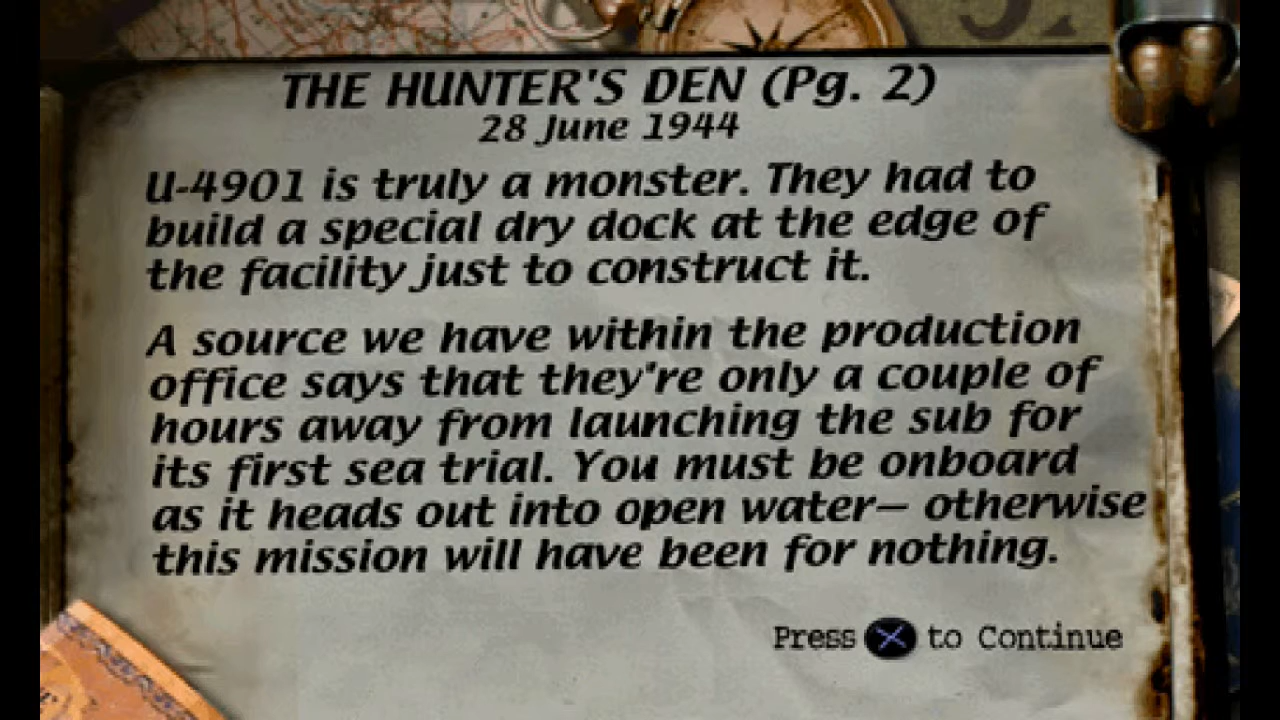 THE HUNTER'S DEN (Pg. 2)
28 June 1944
U-4901 is truly a monster. They had to
build a special dry dock at the edge of
the facility just to construct it.
A source we have within the production
office says that they're only a couple of
hours away from launching the sub for
its first sea trial. You must be onboard
as it heads out into open water— otherwise
this mission will have been for nothing.
Press X to Continue